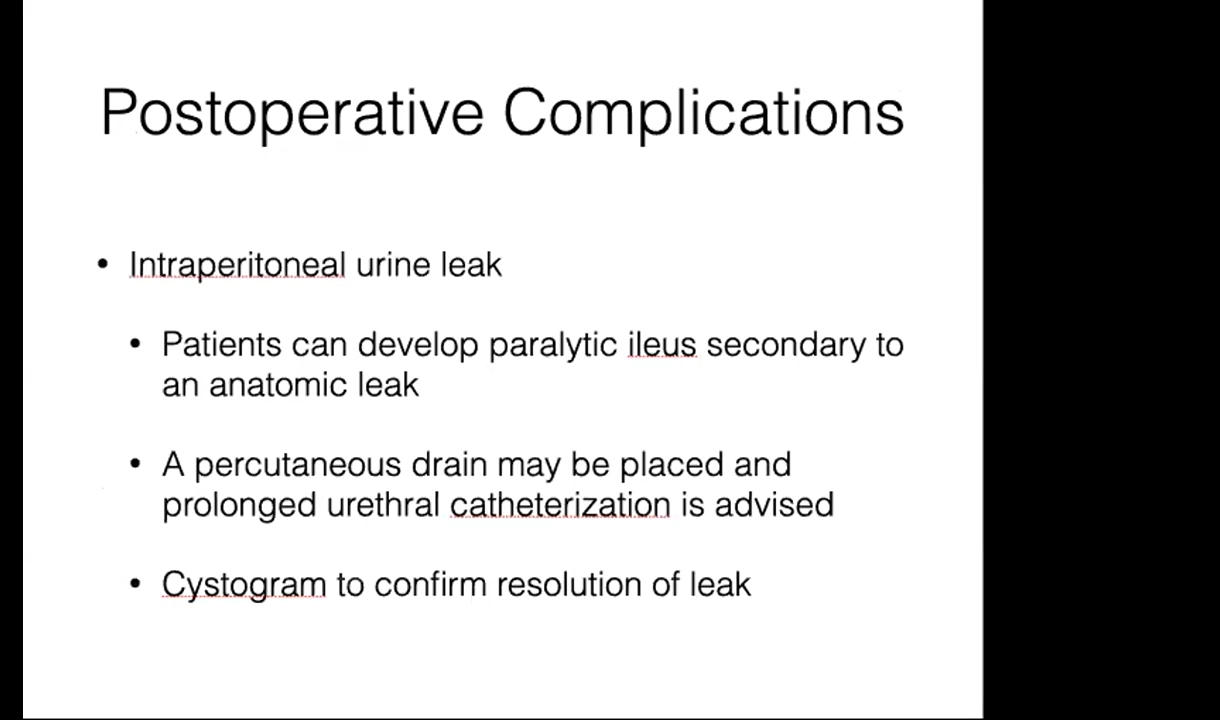 Postoperative Complications
• Intraperitoneal urine leak
• Patients can develop paralytic ileus secondary to
an anatomic leak
• A percutaneous drain may be placed and
prolonged urethral catheterization is advised
• Cystogram to confirm resolution of leak